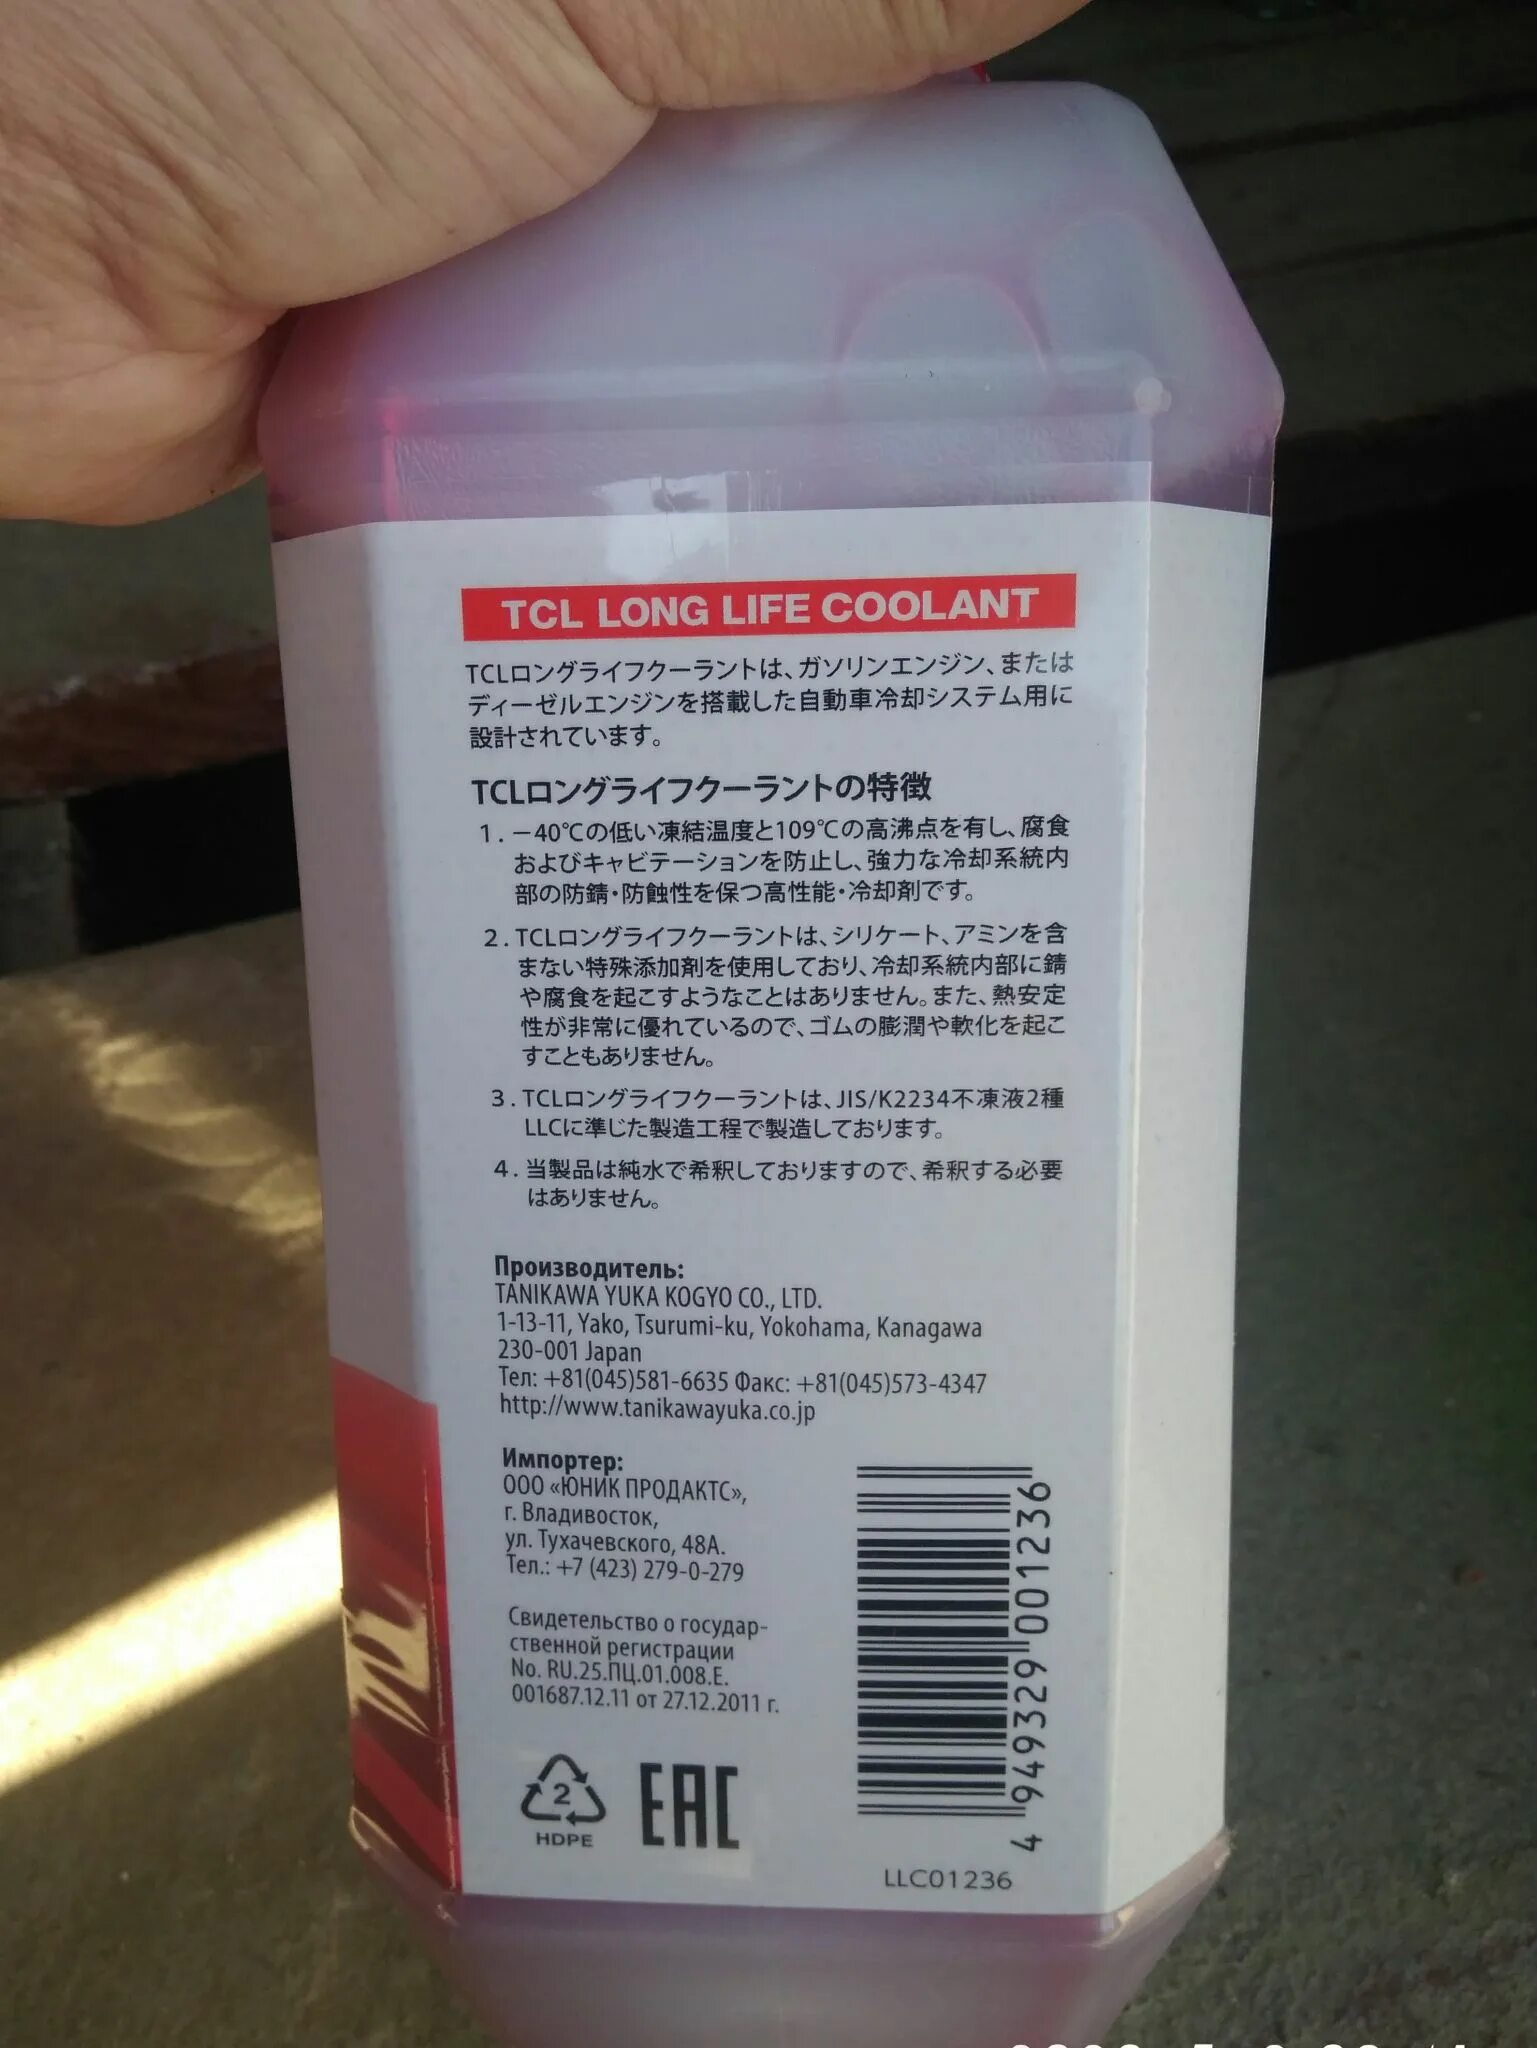 TCL LONG LIFE COOLANT
TCLロングライフクーラントは、ガソリンエンジン、または
ディーゼルエンジンを搭載した自動車冷却システム用に
設計されています。
TCLロングライフクーラントの特徴
1. －40℃の低い凍結温度と109℃の高沸点を有し、腐食
およびキャビテーションを防止し、強力な冷却系統内
部の防錆・防蝕性を保つ高性能・冷却剤です。
2. TCLロングライフクーラントは、シリケート、アミンを含
まない特殊添加剤を使用しており、冷却系統内部に錆
や腐食を起こすようなことはありません。また、熱安定
性が非常に優れているので、ゴムの膨潤や軟化を起こ
すこともありません。
3. TCLロングライフクーラントは、JIS/K2234不凍液2種
LLCに準じた製造工程で製造しております。
4. 当製品は純水で希釈しておりますので、希釈する必要
はありません。
Производитель:
TANIKAWA YUKA KOGYO CO., LTD.
1-13-11, Yako, Tsurumi-ku, Yokohama, Kanagawa
230-001 Japan
Тел: +81(045)581-6635 Факс: +81(045)573-4347
http://www.tanikawayuka.co.jp
Импортер:
ООО «ЮНИК ПРОДАКТС»,
г. Владивосток,
ул. Тухачевского, 48А.
Тел.: +7 (423) 279-0-279
Свидетельство о государ-
ственной регистрации
No. RU.25.ПЦ.01.008.Е.
001687.12.11 от 27.12.2011 г.
2
HDPE
EAC
4 949329 001236
LLC01236